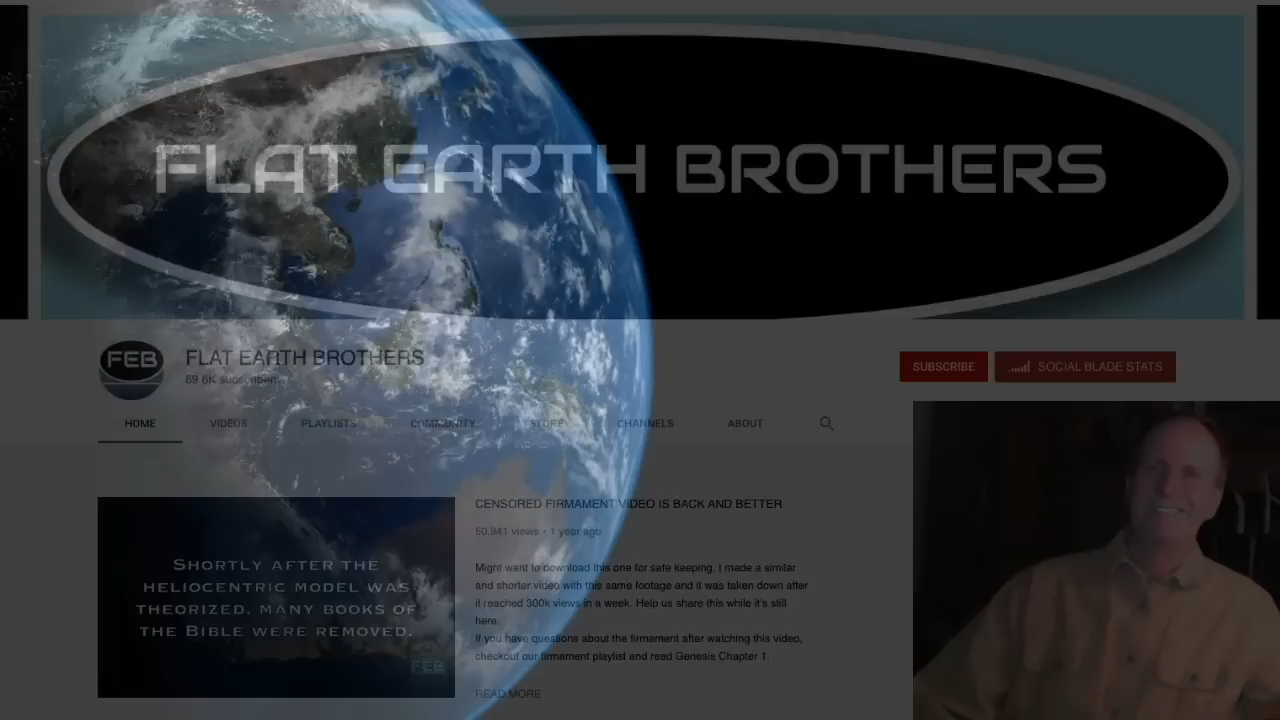 FLAT EARTH BROTHERS
FEB
FLAT EARTH BROTHERS
69.6K subscribers
SUBSCRIBE
SOCIAL BLADE STATS
HOME VIDEOS PLAYLISTS COMMUNITY STORE CHANNELS ABOUT
SHORTLY AFTER THE
HELIOCENTRIC MODEL WAS
THEORIZED. MANY BOOKS OF
THE BIBLE WERE REMOVED.
FEB
CENSORED FIRMAMENT VIDEO IS BACK AND BETTER
50,941 views • 1 year ago
Might want to download this one for safe keeping. I made a similar
and shorter video with this same footage and it was taken down after
it reached 300k views in a week. Help us share this while it's still
here.
If you have questions about the firmament after watching this video,
checkout our firmament playlist and read Genesis Chapter 1.
READ MORE